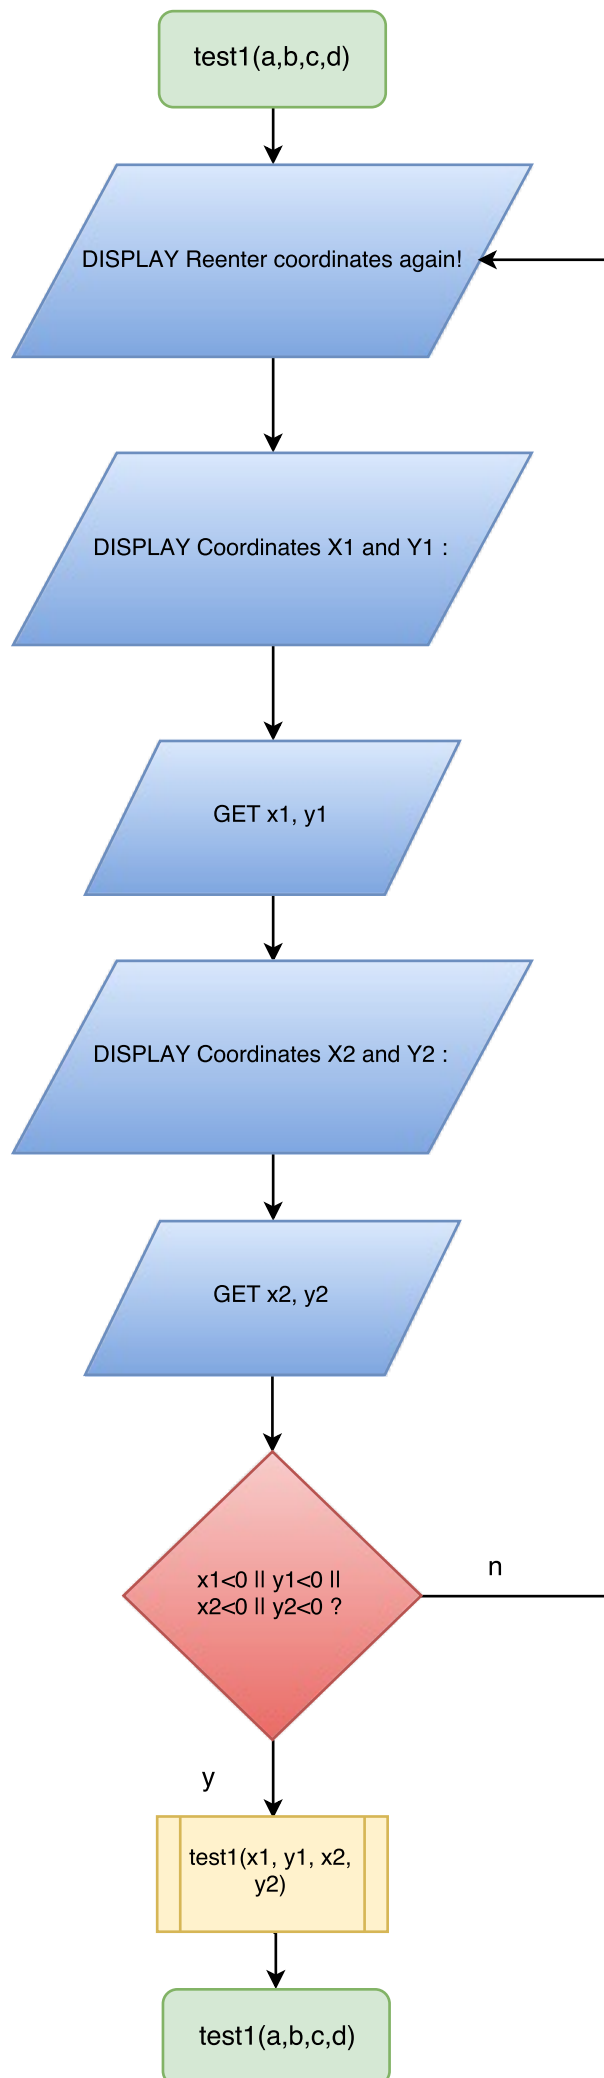 test1(a,b,c,d)
DISPLAY Reenter coordinates again!
DISPLAY Coordinates X1 and Y1 :
GET x1, y1
DISPLAY Coordinates X2 and Y2 :
GET x2, y2
x1<0 || y1<0 ||
x2<0 || y2<0 ?
n
y
test1(x1, y1, x2,
y2)
test1(a,b,c,d)